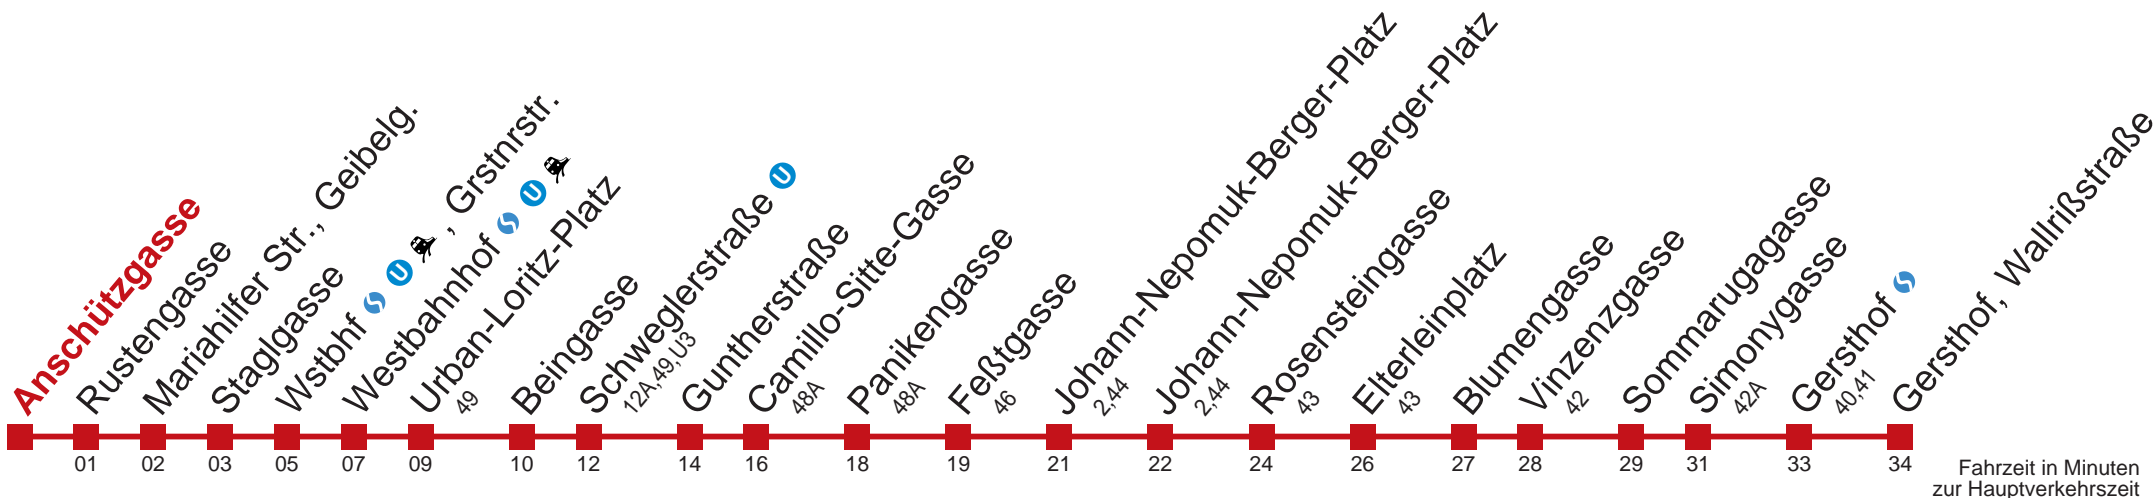 Anschützgasse
Rustengasse
Mariahilfer Str., Geibelg.
Staglgasse
Wstbhf U , Grstnrstr.
Westbahnhof U
Urban-Loritz-Platz
49
Beingasse
Schweglerstraße U
12A,49,U3
Guntherstraße
Camillo-Sitte-Gasse
48A
Panikengasse
48A
Feßtgasse
46
Johann-Nepomuk-Berger-Platz
2,44
Johann-Nepomuk-Berger-Platz
2,44
Rosensteingasse
43
Elterleinplatz
43
Blumengasse
Vinzenzgasse
42
Sommarugagasse
Simonygasse
42A
Gersthof
40,41
Gersthof, Wallrißstraße
01 02 03 05 07 09 10 12 14 16 18 19 21 22 24 26 27 28 29 31 33 34
Fahrzeit in Minuten
zur Hauptverkehrszeit